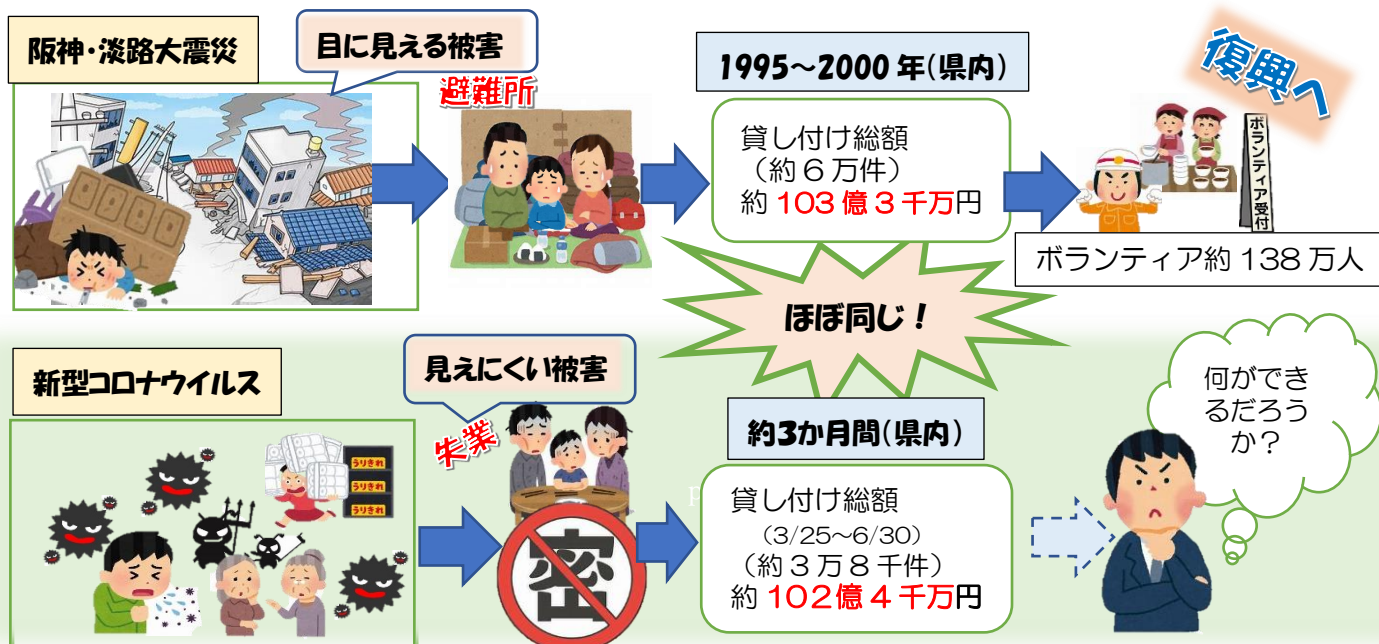 阪神・淡路大震災
目に見える被害
避難所
1995～2000年(県内)
貸し付け総額
（約６万件）
約 103億３千万円
復興へ
ボランティア受付
ボランティア約 138 万人
ほぼ同じ！
新型コロナウイルス
見えにくい被害
失業
うりきれ
うりきれ
うりきれ
密
約3か月間(県内)
貸し付け総額
（3/25～6/30）
（約３万８千件）
約 102億４千万円
何ができ
るだろう
か？
p